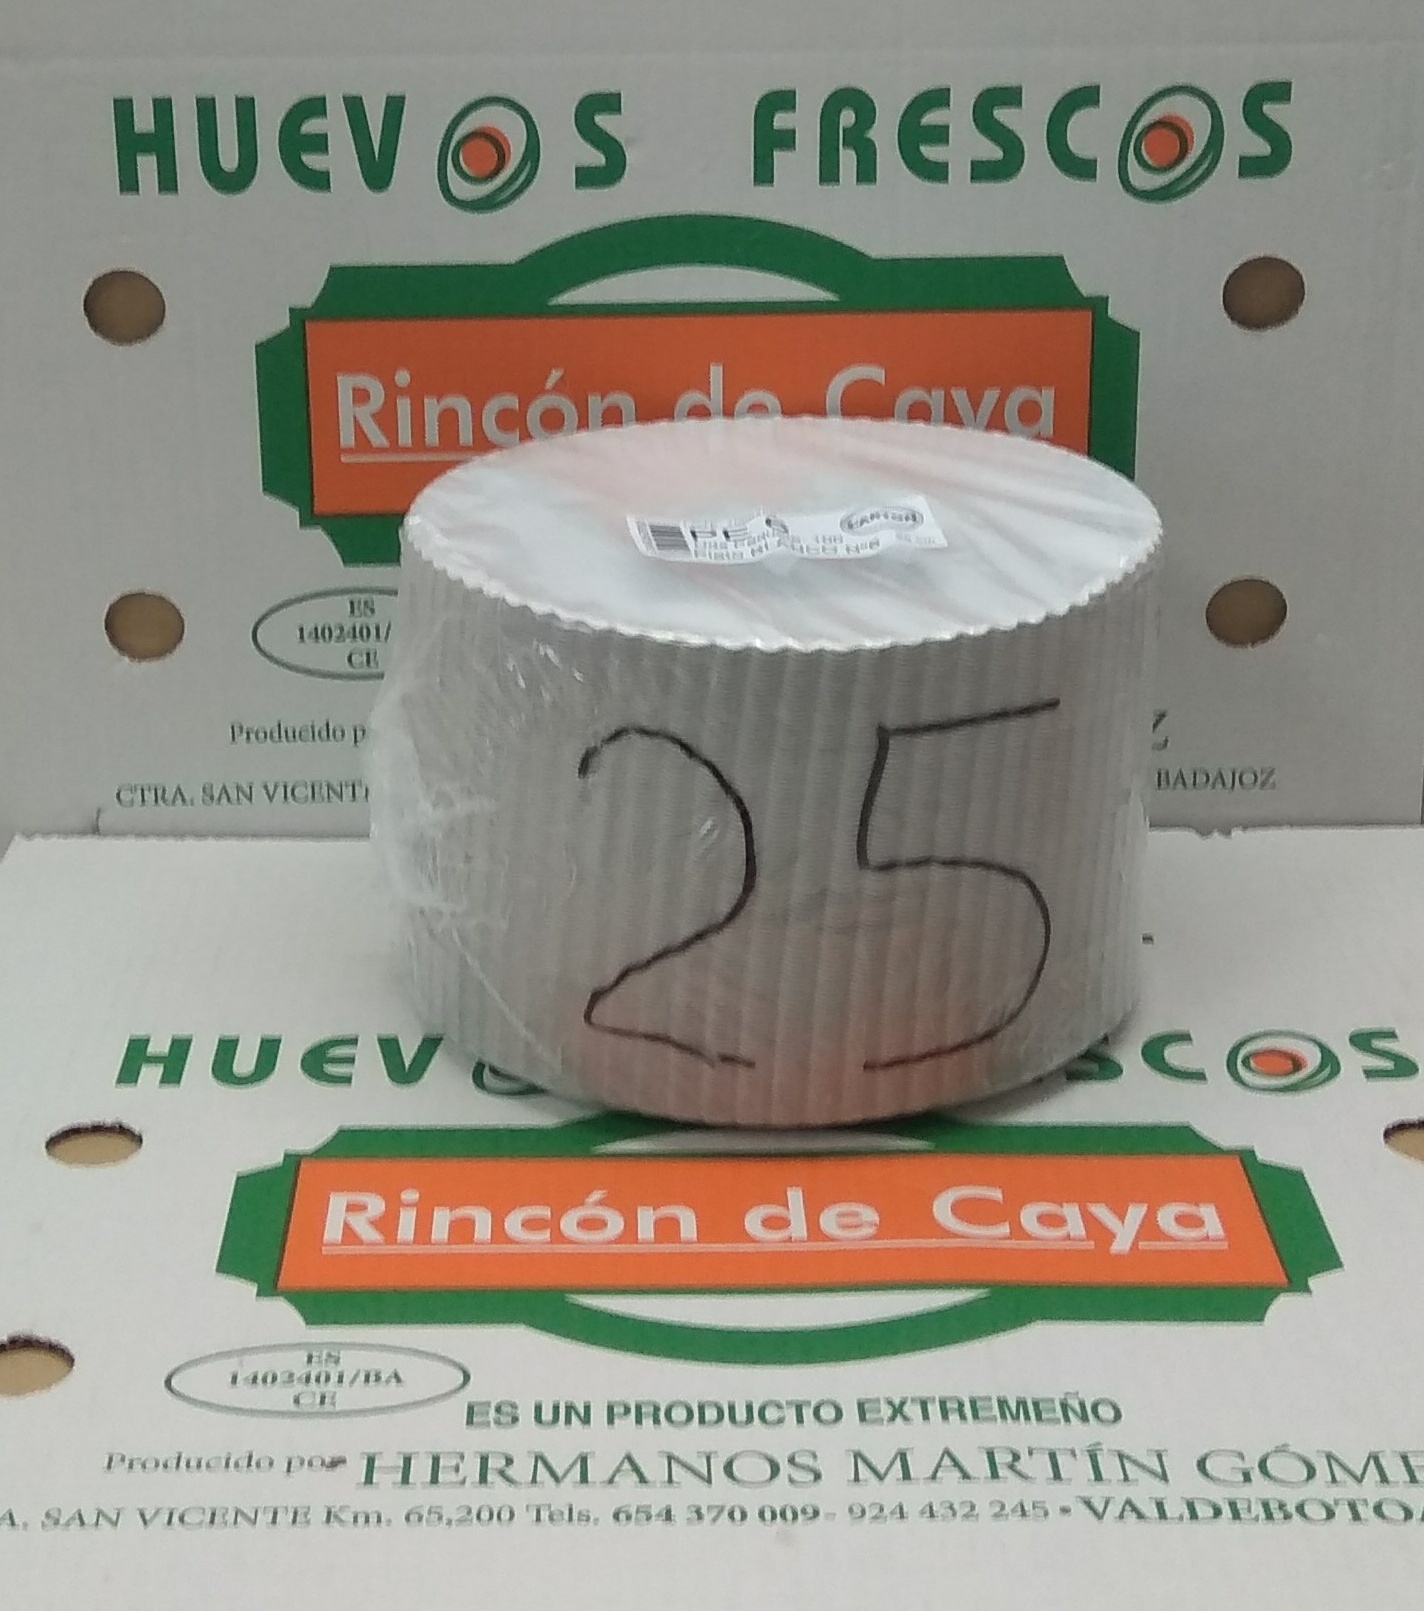 HUEVOS FRESCOS
Rincón de Caya
ES
1402401/
CE
Producido p
Z
CTRA. SAN VICENT
BADAJOZ
25
HUEV SCOS
Rincón de Caya
ES
1402401/BA
CE
ES UN PRODUCTO EXTREMEÑO
Producido por HERMANOS MARTÍN GÓME
A. SAN VICENTE Km. 65,200 Tels. 654 370 009 - 924 432 245 • VALDEBOTOA